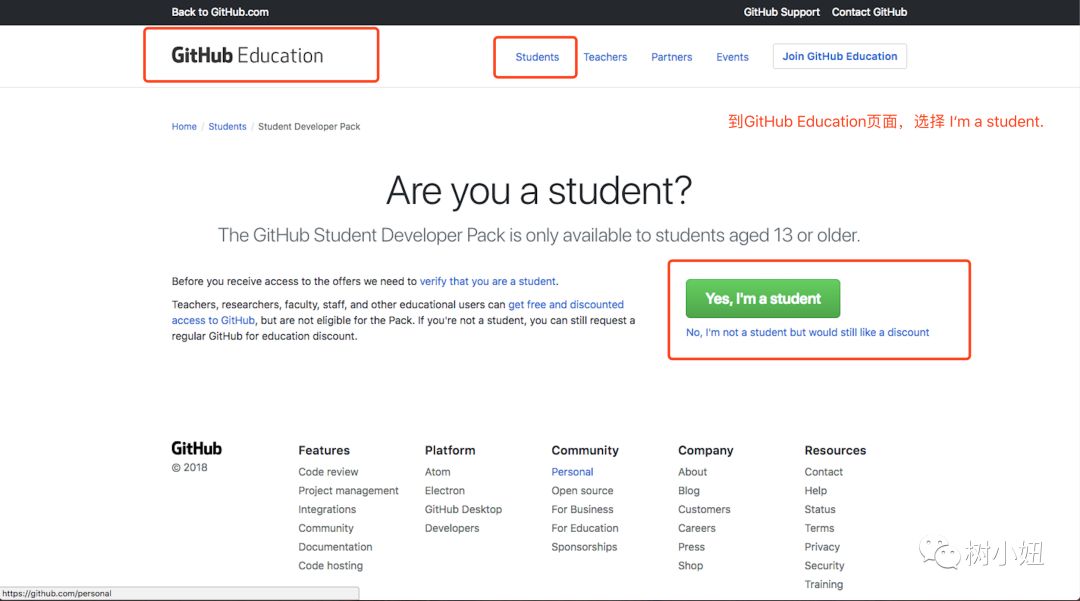 Back to GitHub.com
GitHub Support Contact GitHub
GitHub Education
Students Teachers Partners Events Join GitHub Education
Home / Students / Student Developer Pack
到GitHub Education页面，选择 I'm a student.
Are you a student?
The GitHub Student Developer Pack is only available to students aged 13 or older.
Before you receive access to the offers we need to verify that you are a student.
Teachers, researchers, faculty, staff, and other educational users can get free and discounted
access to GitHub, but are not eligible for the Pack. If you're not a student, you can still request a
regular GitHub for education discount.
Yes, I'm a student
No, I'm not a student but would still like a discount
GitHub
© 2018
Features
Code review
Project management
Integrations
Community
Documentation
Code hosting
Platform
Atom
Electron
GitHub Desktop
Developers
Community
Personal
Open source
For Business
For Education
Sponsorships
Company
About
Blog
Customers
Careers
Press
Shop
Resources
Contact
Help
Status
Terms
Privacy
Security
Training
树小妞
https://github.com/personal